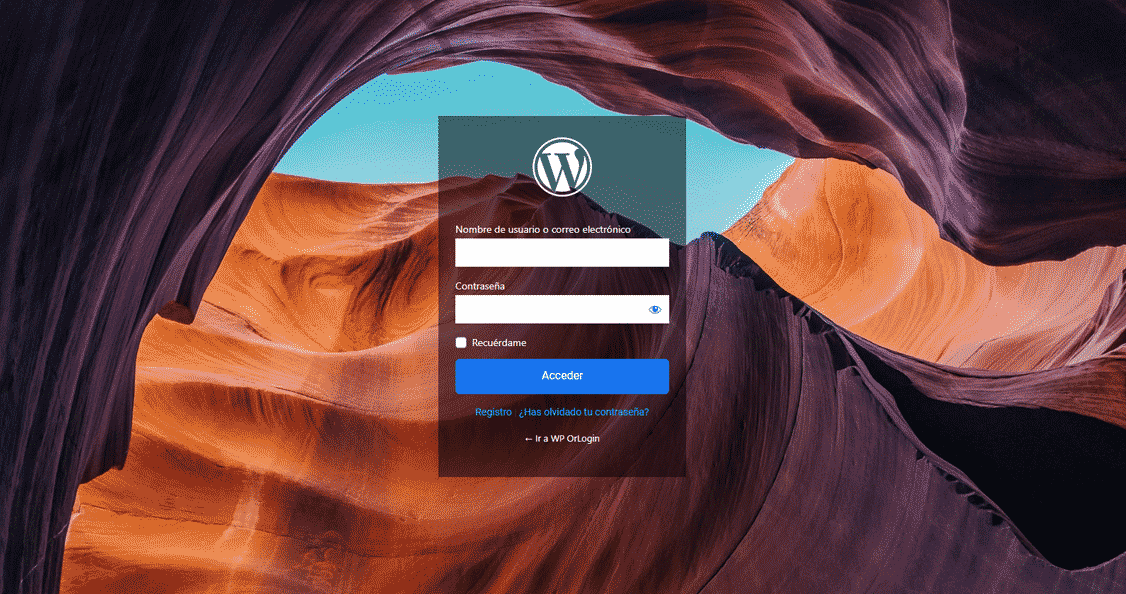 Nombre de usuario o correo electrónico
Contraseña
Recuérdame
Acceder
Registro ¿Has olvidado tu contraseña?
← Ir a WP OrLogin